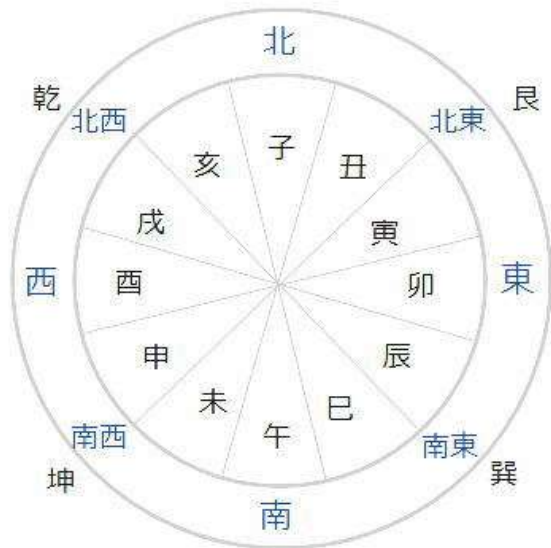 北
乾
艮
北西
北東
子
亥
丑
戌
寅
西
酉
卯
東
申
辰
未
巳
午
南西
南東
坤
巽
南